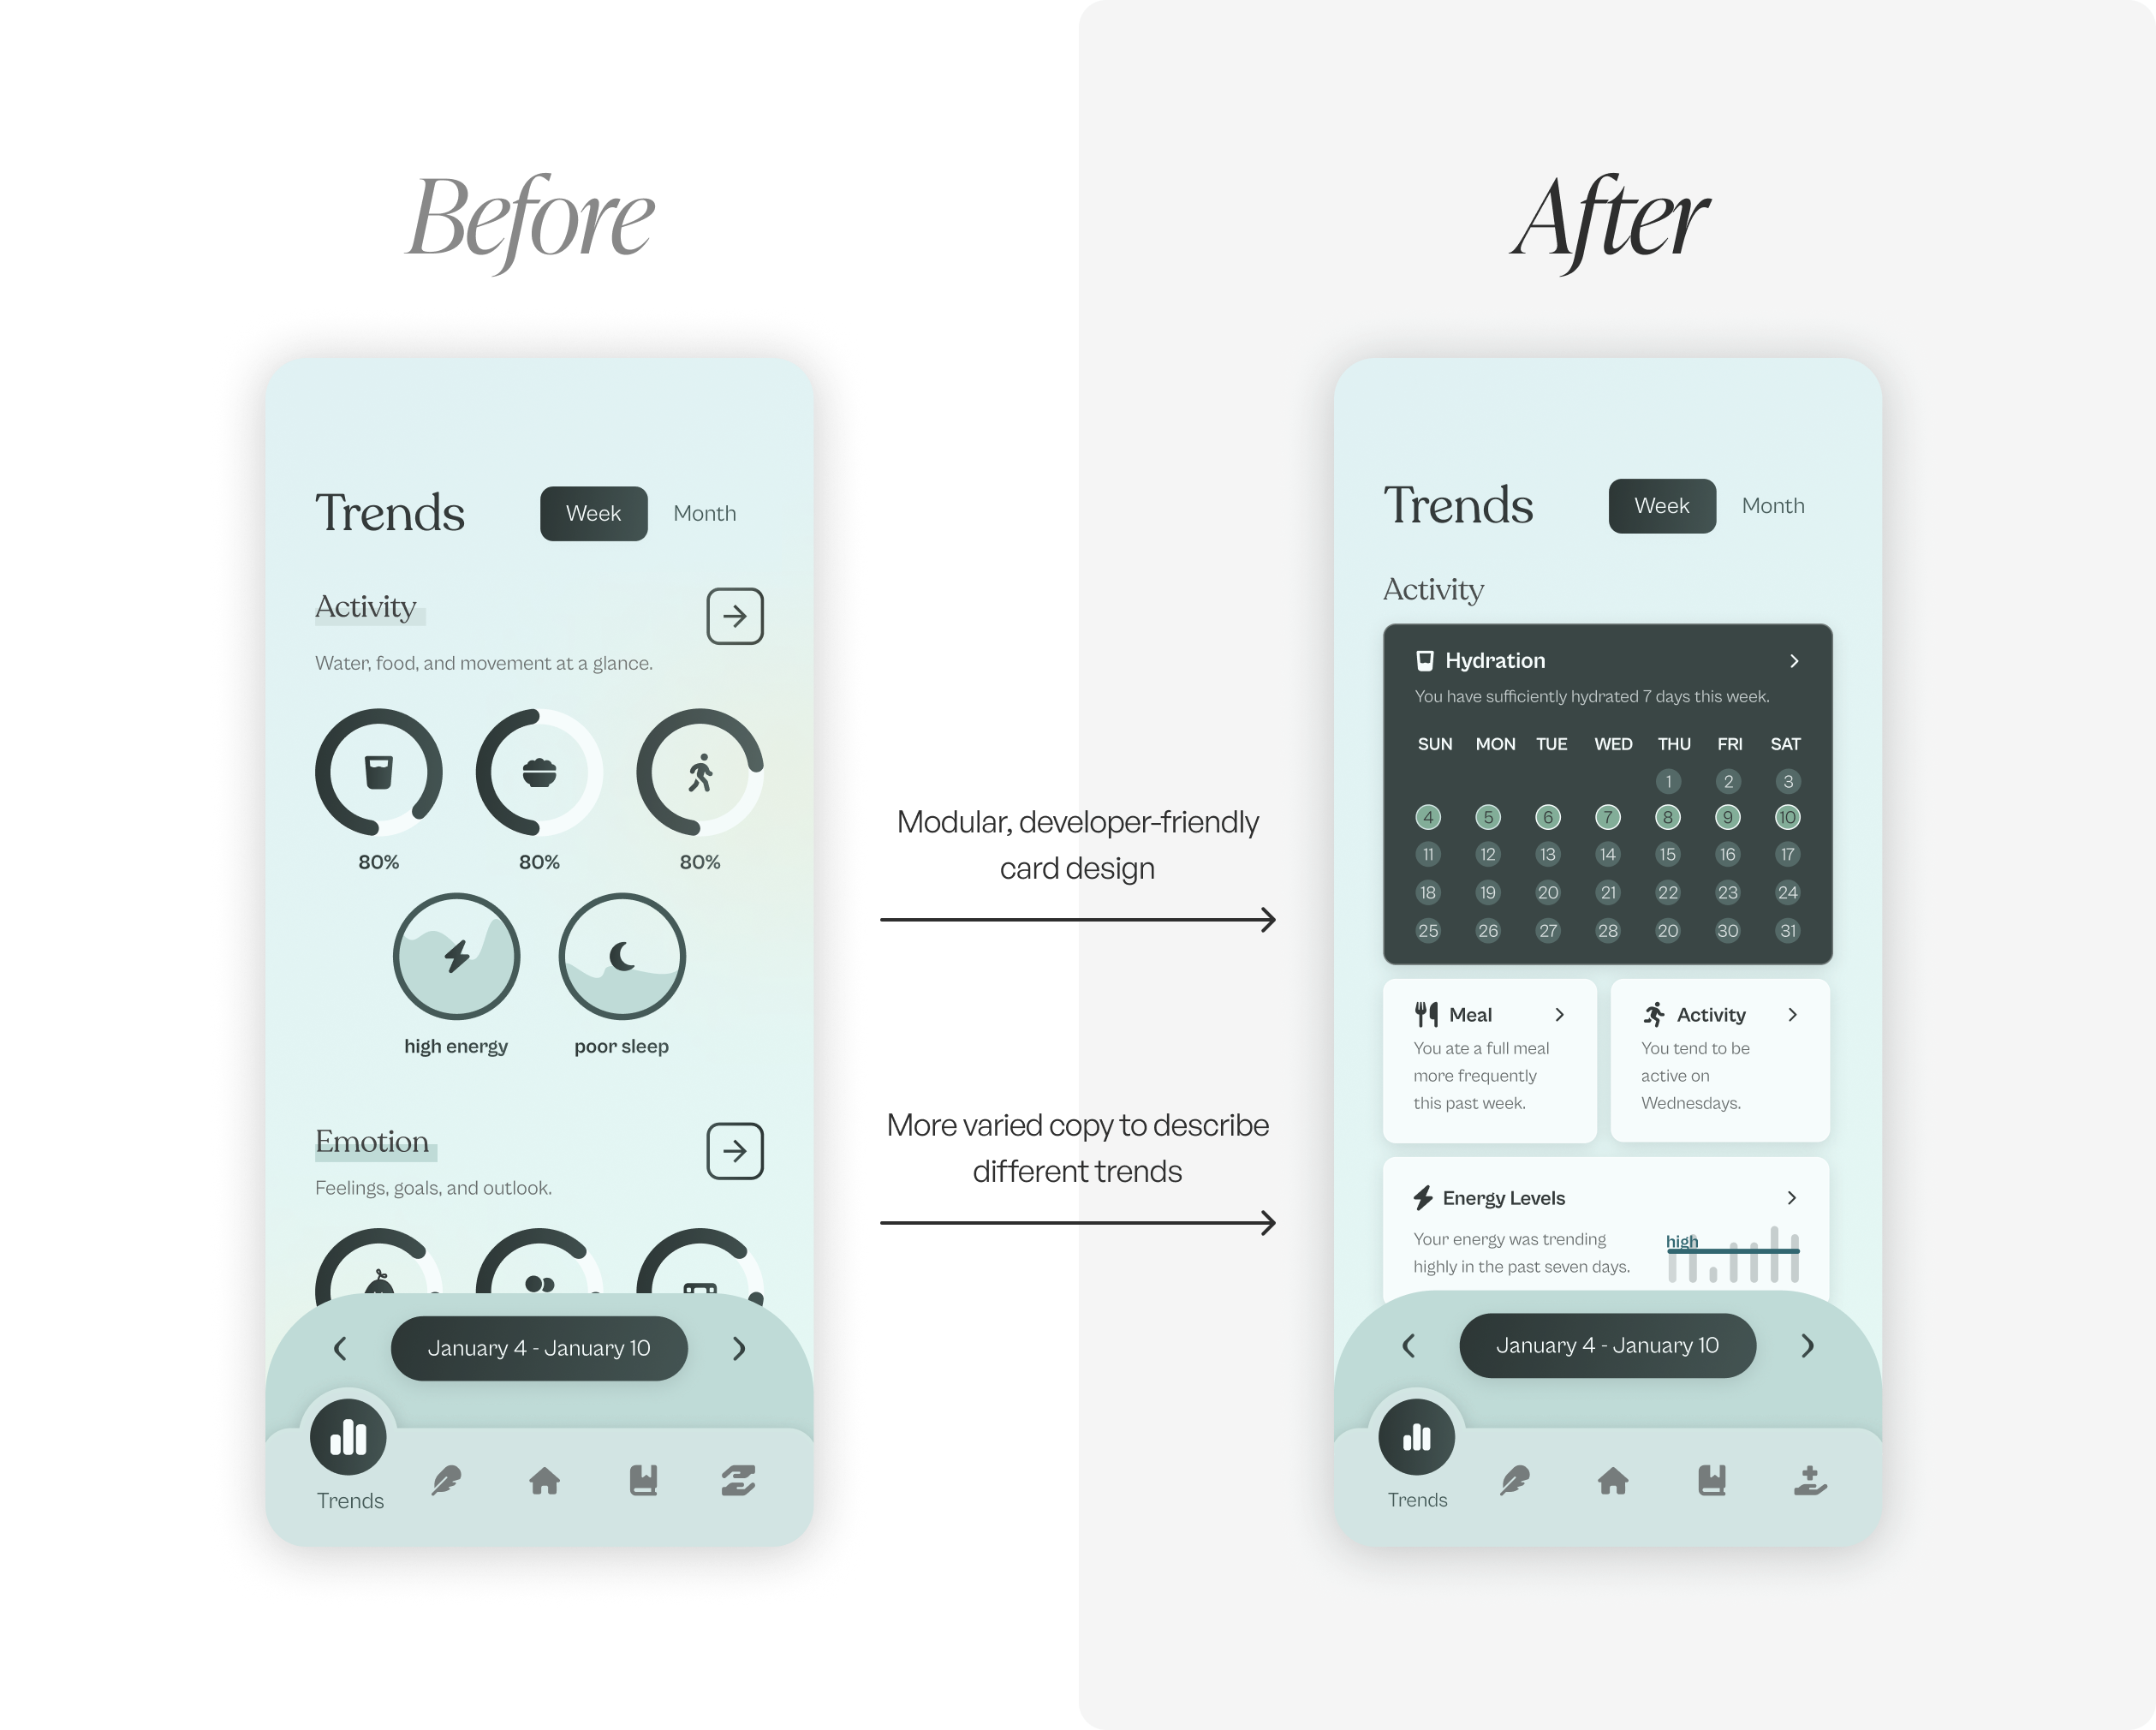 Before
Trends
Week
Month
Activity
Water, food, and movement at a glance.
80%
80%
80%
high energy
poor sleep
Emotion
Feelings, goals, and outlook.
January 4 - January 10
Trends
Modular, developer-friendly
card design
More varied copy to describe
different trends
After
Trends
Week
Month
Activity
Hydration
You have sufficiently hydrated 7 days this week.
SUN MON TUE WED THU FRI SAT
1 2 3
4 5 6 7 8 9 10
11 12 13 14 15 16 17
18 19 20 21 22 23 24
25 26 27 28 20 30 31
Meal
You ate a full meal
more frequently
this past week.
Activity
You tend to be
active on
Wednesdays.
Energy Levels
Your energy was trending
highly in the past seven days.
high
January 4 - January 10
Trends